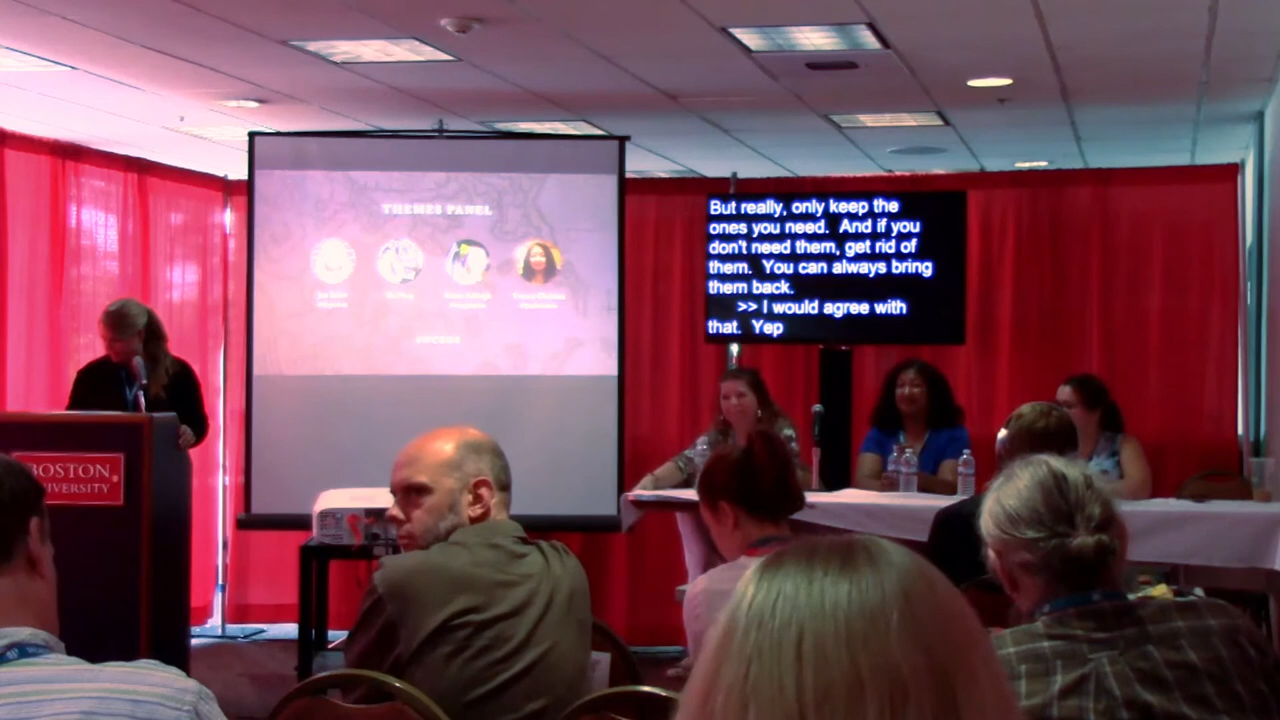 THEMES PANEL
But really, only keep the
ones you need.  And if you
don't need them, get rid of
them.  You can always bring
them back.
>> I would agree with
that.  Yep
BOSTON